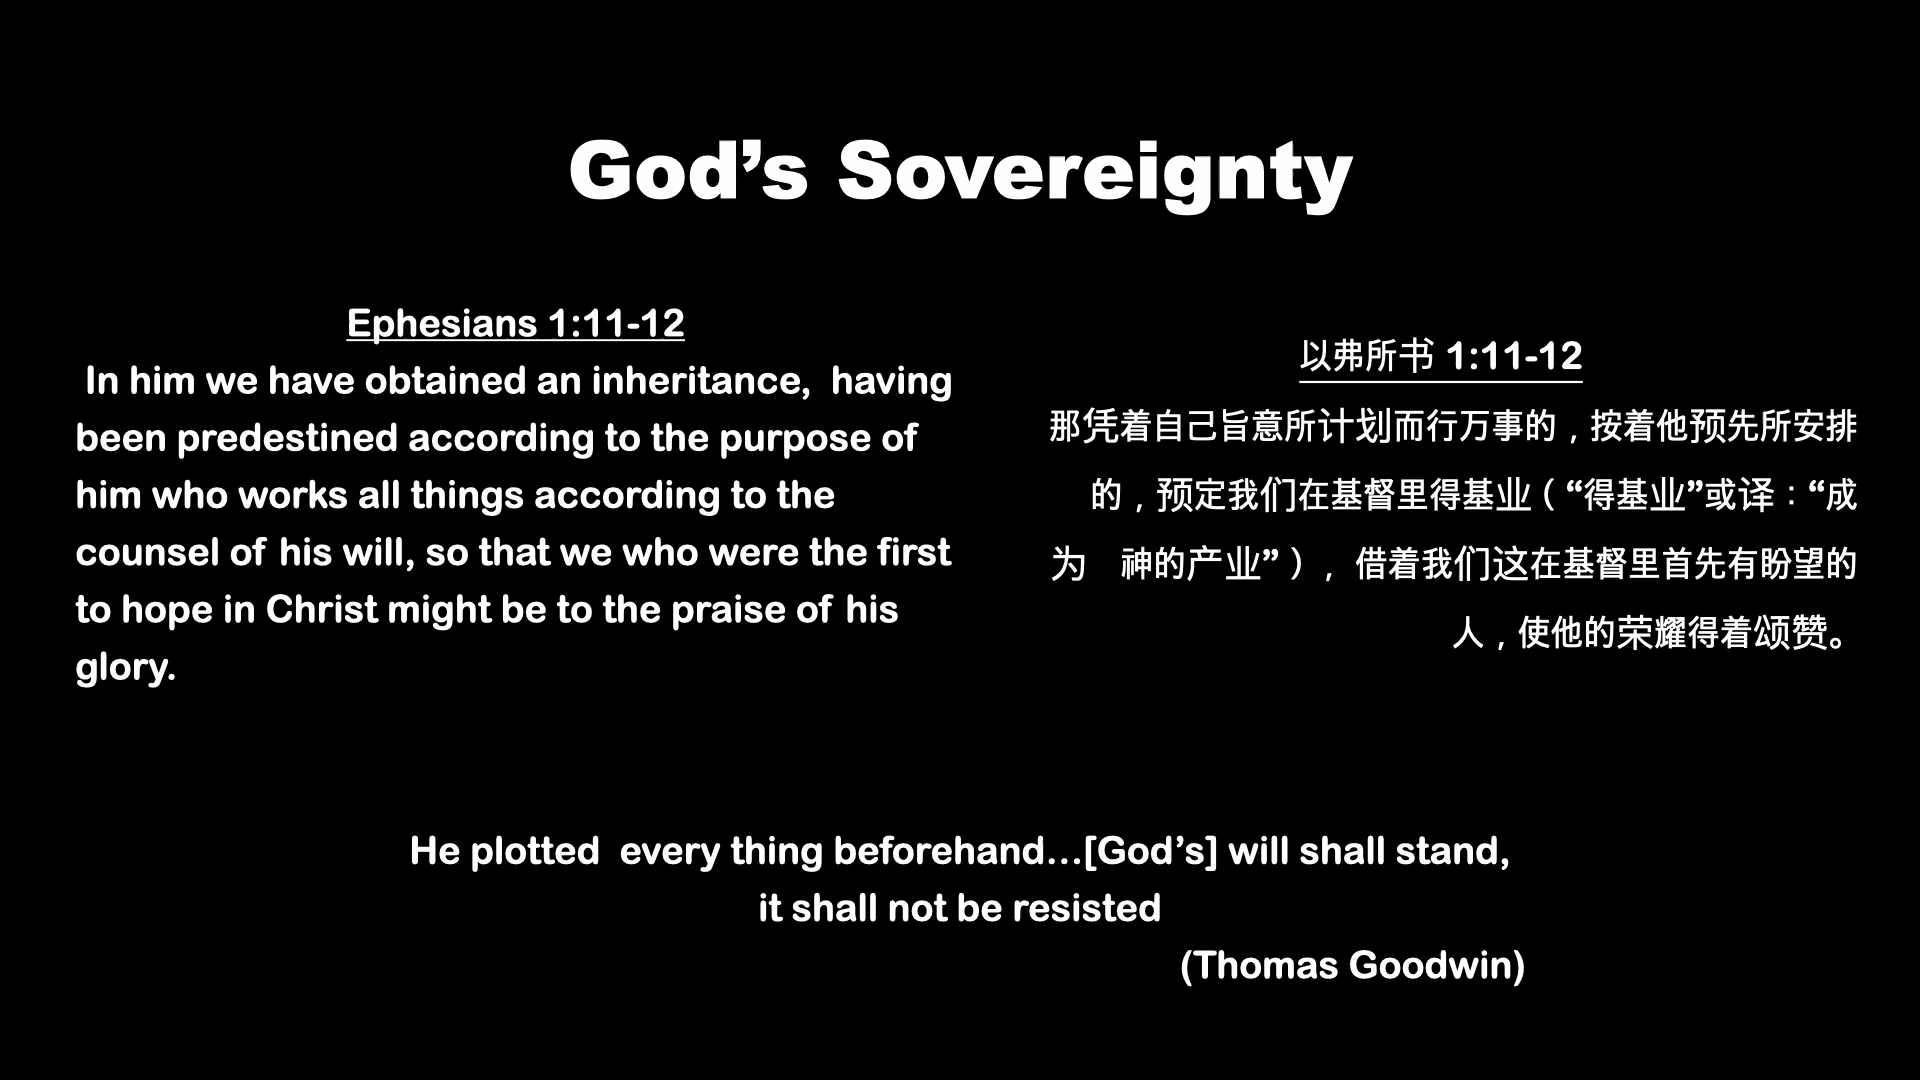 God’s Sovereignty
Ephesians 1:11-12
In him we have obtained an inheritance,  having
been predestined according to the purpose of
him who works all things according to the
counsel of his will, so that we who were the first
to hope in Christ might be to the praise of his
glory.
以弗所书 1:11-12
那凭着自己旨意所计划而行万事的，按着他预先所安排
的，预定我们在基督里得基业（“得基业”或译：“成
为　神的产业”），借着我们这在基督里首先有盼望的
人，使他的荣耀得着颂赞。
He plotted  every thing beforehand…[God’s] will shall stand,
it shall not be resisted
(Thomas Goodwin)